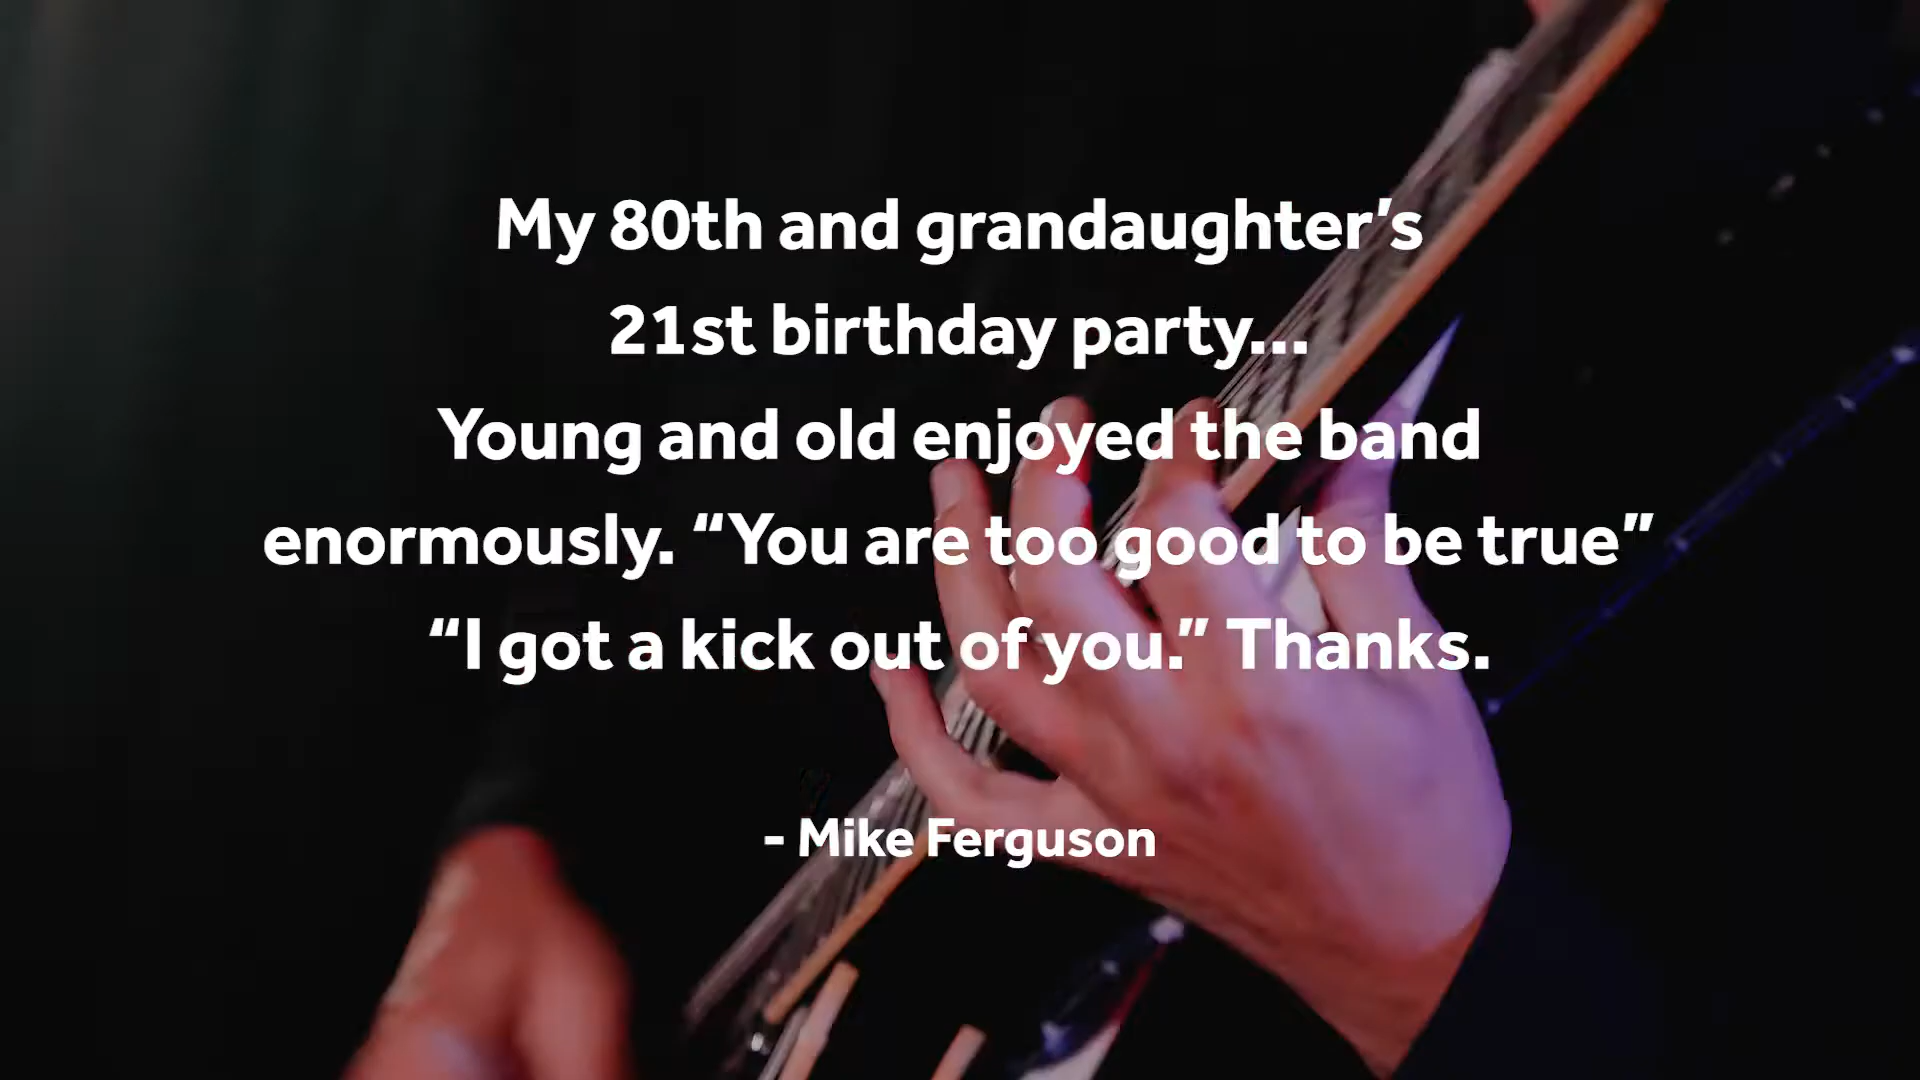 My 80th and grandaughter’s
21st birthday party...
Young and old enjoyed the band
enormously. “You are too good to be true”
“I got a kick out of you.” Thanks.
- Mike Ferguson